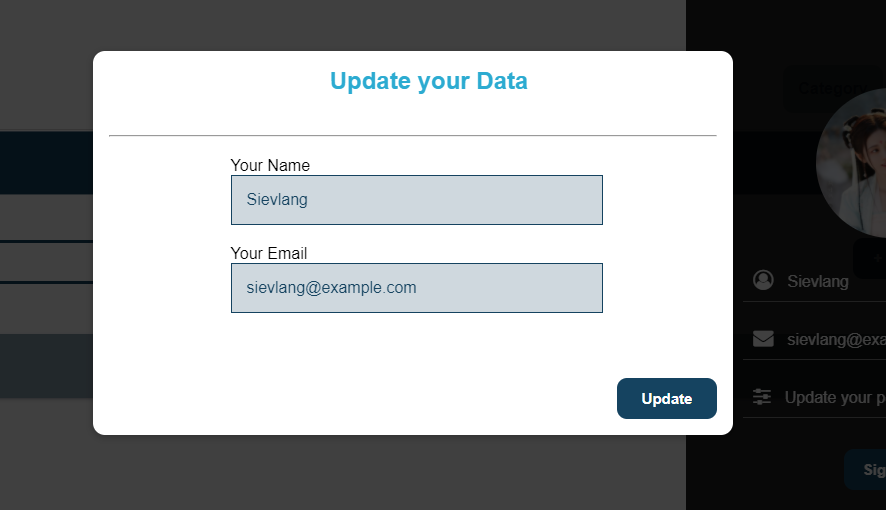 Update your Data
Your Name
Sievlang
Your Email
sievlang@example.com
Update
Sievlang
sievlang@exa
Update your p
Sig